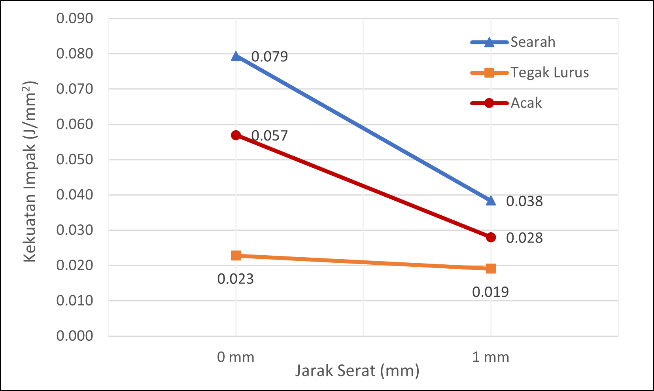 0.090
0.080
0.070
0.060
0.050
0.040
0.030
0.020
0.010
0.000
Kekuatan Impak (J/mm²)
Searah
Tegak Lurus
Acak
0.079
0.057
0.038
0.028
0.023
0.019
0 mm
1 mm
Jarak Serat (mm)